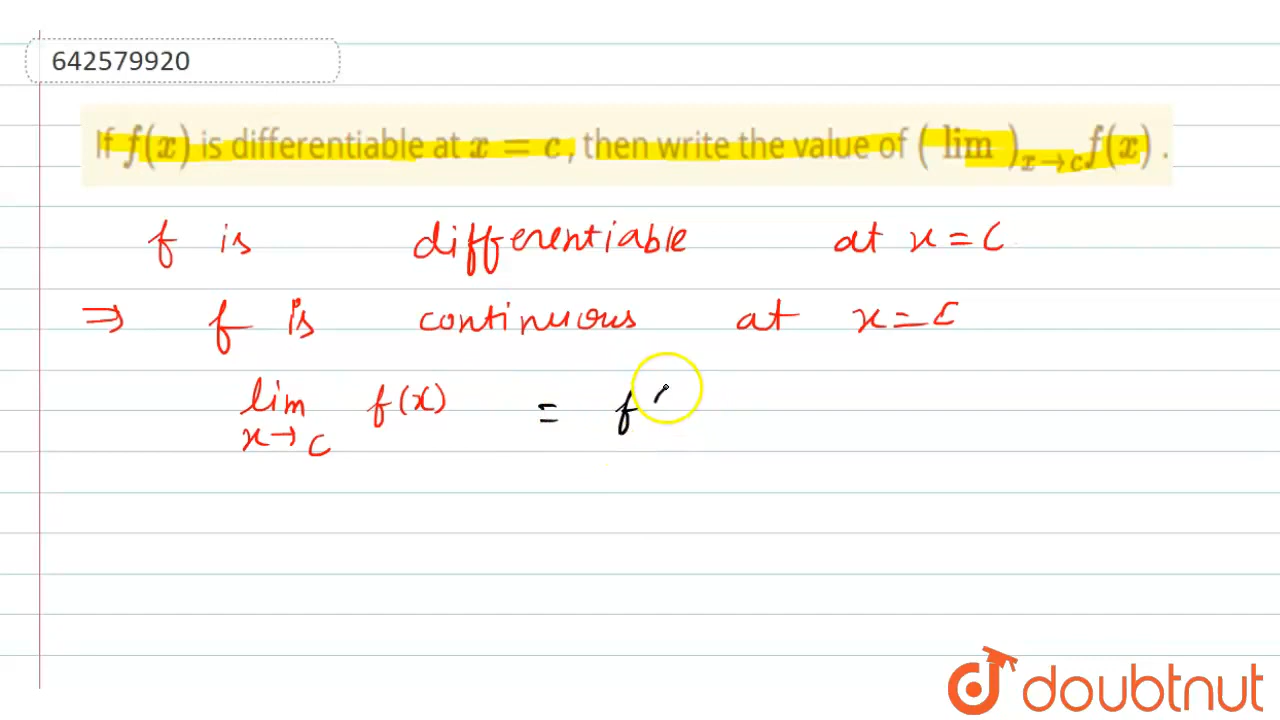 642579920
If f(x) is differentiable at x = c, then write the value of (lim)ₓ→c f(x) .
f is differentiable at x = c
⇒ f is continuous at x = c
lim f(x) = f (
x→c
doubtnut